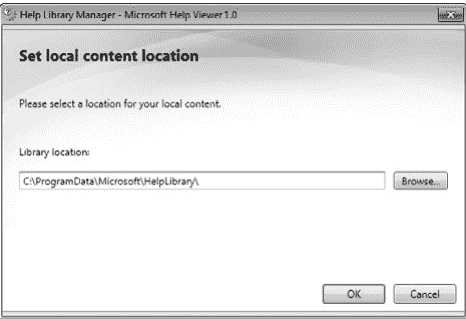 Help Library Manager - Microsoft Help Viewer 1.0
Set local content location
Please select a location for your local content.
Library location:
C:\ProgramData\Microsoft\HelpLibrary\
Browse...
OK
Cancel